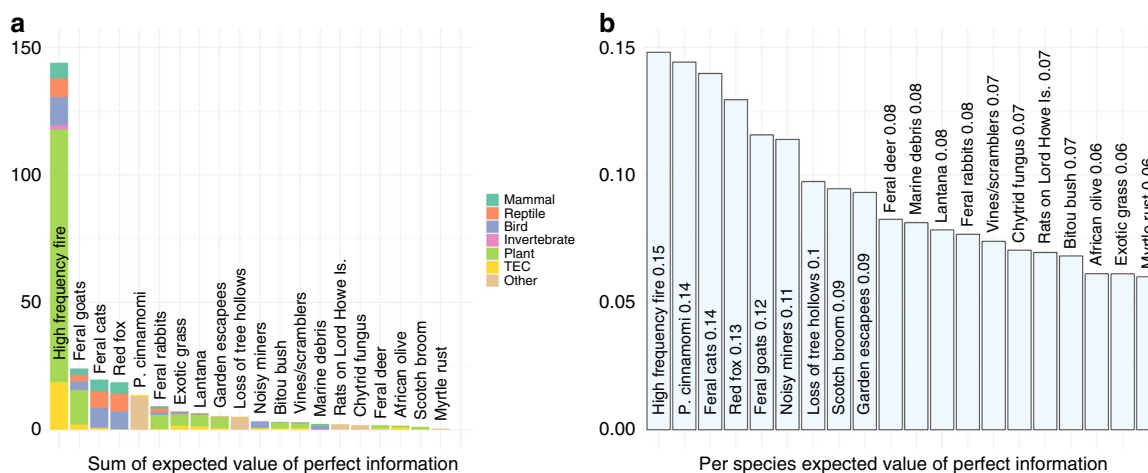 a
150
100
50
0
High frequency fire
Feral goats
Feral cats
Red fox
P. cinnamomi
Feral rabbits
Exotic grass
Lantana
Garden escapees
Loss of tree hollows
Noisy miners
Bitou bush
Vines/scramblers
Marine debris
Rats on Lord Howe Is.
Chytrid fungus
Feral deer
African olive
Scotch broom
Myrtle rust
Sum of expected value of perfect information
Mammal
Reptile
Bird
Invertebrate
Plant
TEC
Other
b
0.15
0.10
0.05
0.00
High frequency fire 0.15
P. cinnamomi 0.14
Feral cats 0.14
Red fox 0.13
Feral goats 0.12
Noisy miners 0.11
Loss of tree hollows 0.1
Scotch broom 0.09
Garden escapees 0.09
Feral deer 0.08
Marine debris 0.08
Lantana 0.08
Feral rabbits 0.08
Vines/scramblers 0.07
Chytrid fungus 0.07
Rats on Lord Howe Is. 0.07
Bitou bush 0.07
African olive 0.06
Exotic grass 0.06
Myrtle rust 0.06
Per species expected value of perfect information